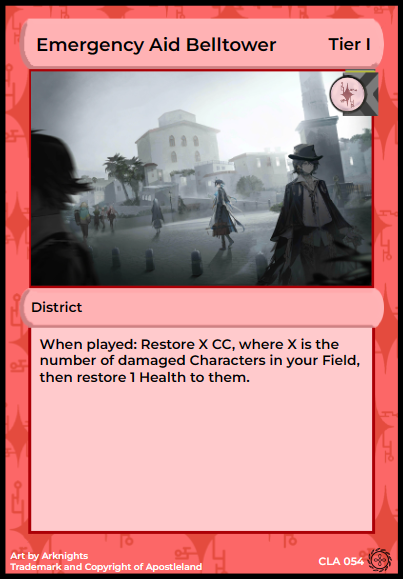 Emergency Aid Belltower Tier I
District
When played: Restore X CC, where X is the
number of damaged Characters in your Field,
then restore 1 Health to them.
Art by Arknights
Trademark and Copyright of Apostleland
CLA 054